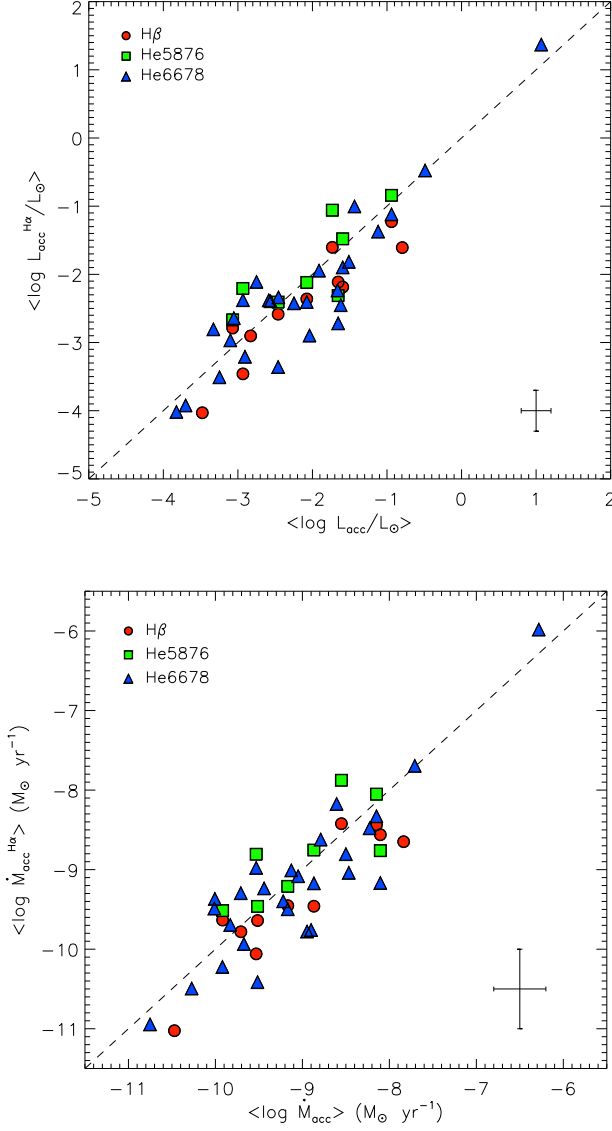 2
1
0
−1
−2
−3
−4
−5
<log L_acc^Hα/L⊙>
Hβ
He5876
He6678
−5 −4 −3 −2 −1 0 1 2
<log L_acc/L⊙>
−6
−7
−8
−9
−10
−11
<log Ṁ_acc^Hα> (M⊙ yr⁻¹)
Hβ
He5876
He6678
−11 −10 −9 −8 −7 −6
<log Ṁ_acc> (M⊙ yr⁻¹)